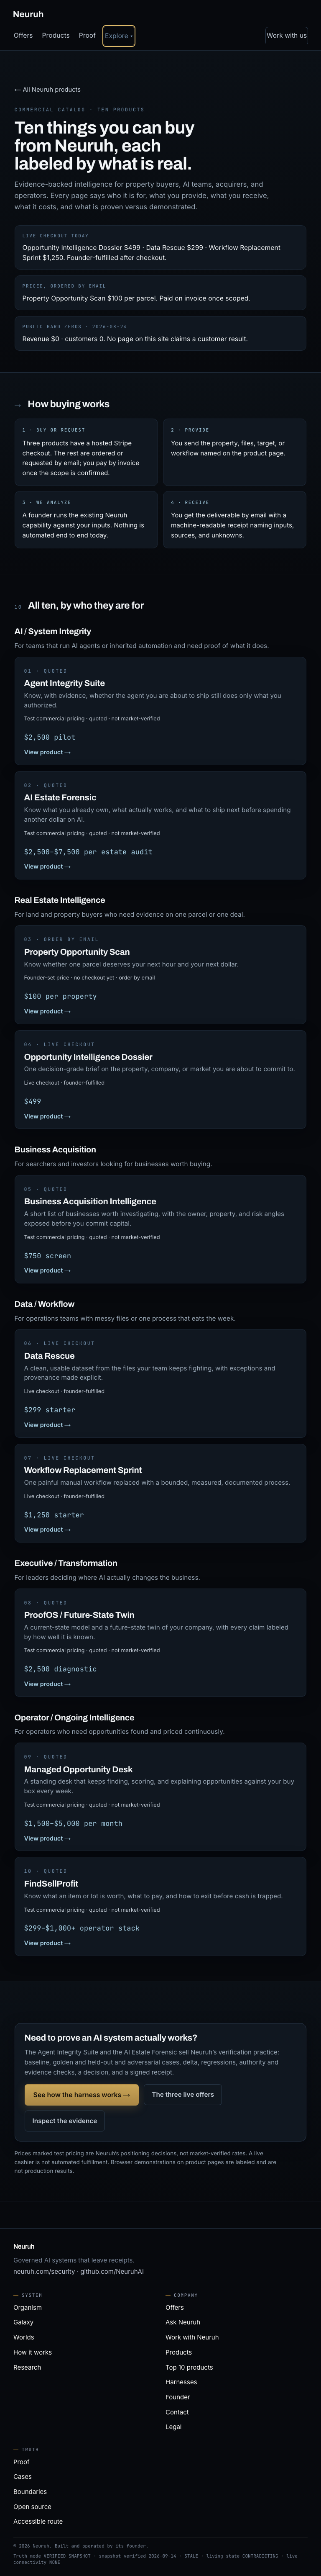 Neuruh
Offers Products Proof Explore Work with us
← All Neuruh products
COMMERCIAL CATALOG · TEN PRODUCTS
Ten things you can buy
from Neuruh, each
labeled by what is real.
Evidence-backed intelligence for property buyers, AI teams, acquirers, and
operators. Every page says who it is for, what you provide, what you receive,
what it costs, and what is proven versus demonstrated.
LIVE CHECKOUT TODAY
Opportunity Intelligence Dossier $499 · Data Rescue $299 · Workflow Replacement
Sprint $1,250. Founder-fulfilled after checkout.
PRICED, ORDERED BY EMAIL
Property Opportunity Scan $100 per parcel. Paid on invoice once scoped.
PUBLIC HARD ZEROS · 2026-08-24
Revenue $0 · customers 0. No page on this site claims a customer result.
→ How buying works
1 · BUY OR REQUEST
Three products have a hosted Stripe
checkout. The rest are ordered or
requested by email; you pay by invoice
once the scope is confirmed.
2 · PROVIDE
You send the property, files, target, or
workflow named on the product page.
3 · WE ANALYZE
A founder runs the existing Neuruh
capability against your inputs. Nothing is
automated end to end today.
4 · RECEIVE
You get the deliverable by email with a
machine-readable receipt naming inputs,
sources, and unknowns.
10 All ten, by who they are for
AI / System Integrity
For teams that run AI agents or inherited automation and need proof of what it does.
01 · QUOTED
Agent Integrity Suite
Know, with evidence, whether the agent you are about to ship still does only what you
authorized.
Test commercial pricing · quoted · not market-verified
$2,500 pilot
View product →
02 · QUOTED
AI Estate Forensic
Know what you already own, what actually works, and what to ship next before spending
another dollar on AI.
Test commercial pricing · quoted · not market-verified
$2,500–$7,500 per estate audit
View product →
Real Estate Intelligence
For land and property buyers who need evidence on one parcel or one deal.
03 · ORDER BY EMAIL
Property Opportunity Scan
Know whether one parcel deserves your next hour and your next dollar.
Founder-set price · no checkout yet · order by email
$100 per property
View product →
04 · LIVE CHECKOUT
Opportunity Intelligence Dossier
One decision-grade brief on the property, company, or market you are about to commit to.
Live checkout · founder-fulfilled
$499
View product →
Business Acquisition
For searchers and investors looking for businesses worth buying.
05 · QUOTED
Business Acquisition Intelligence
A short list of businesses worth investigating, with the owner, property, and risk angles
exposed before you commit capital.
Test commercial pricing · quoted · not market-verified
$750 screen
View product →
Data / Workflow
For operations teams with messy files or one process that eats the week.
06 · LIVE CHECKOUT
Data Rescue
A clean, usable dataset from the files your team keeps fighting, with exceptions and
provenance made explicit.
Live checkout · founder-fulfilled
$299 starter
View product →
07 · LIVE CHECKOUT
Workflow Replacement Sprint
One painful manual workflow replaced with a bounded, measured, documented process.
Live checkout · founder-fulfilled
$1,250 starter
View product →
Executive / Transformation
For leaders deciding where AI actually changes the business.
08 · QUOTED
ProofOS / Future-State Twin
A current-state model and a future-state twin of your company, with every claim labeled
by how well it is known.
Test commercial pricing · quoted · not market-verified
$2,500 diagnostic
View product →
Operator / Ongoing Intelligence
For operators who need opportunities found and priced continuously.
09 · QUOTED
Managed Opportunity Desk
A standing desk that keeps finding, scoring, and explaining opportunities against your buy
box every week.
Test commercial pricing · quoted · not market-verified
$1,500–$5,000 per month
View product →
10 · QUOTED
FindSellProfit
Know what an item or lot is worth, what to pay, and how to exit before cash is trapped.
Test commercial pricing · quoted · not market-verified
$299–$1,000+ operator stack
View product →
Need to prove an AI system actually works?
The Agent Integrity Suite and the AI Estate Forensic sell Neuruh's verification practice:
baseline, golden and held-out adversarial cases, delta, regressions, authority and
evidence checks, a decision, and a signed receipt.
See how the harness works →
The three live offers
Inspect the evidence
Prices marked test pricing are Neuruh's positioning decisions, not market-verified rates. A live
cashier is not automated fulfillment. Browser demonstrations on product pages are labeled and are
not production results.
Neuruh
Governed AI systems that leave receipts.
neuruh.com/security · github.com/NeuruhAI
— SYSTEM
Organism
Galaxy
Worlds
How it works
Research
— COMPANY
Offers
Ask Neuruh
Work with Neuruh
Products
Top 10 products
Harnesses
Founder
Contact
Legal
— TRUTH
Proof
Cases
Boundaries
Open source
Accessible route
© 2026 Neuruh. Built and operated by its founder.
Truth mode VERIFIED SNAPSHOT · snapshot verified 2026-09-14 · STALE · living state CONTRADICTING · live
connectivity NONE